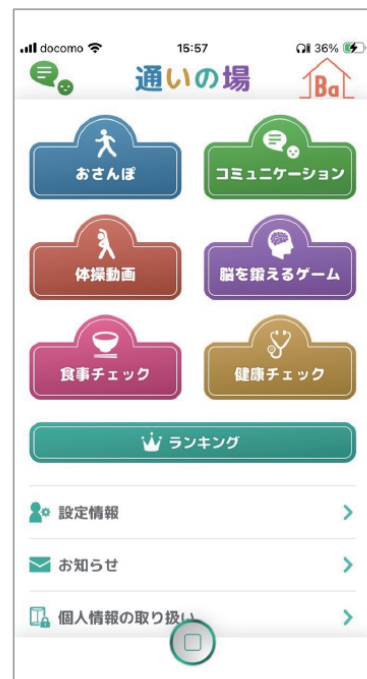 docomo 15:57 36%
通いの場
Ba
おさんぽ
コミュニケーション
体操動画
脳を鍛えるゲーム
食事チェック
健康チェック
ランキング
設定情報
お知らせ
個人情報の取り扱い